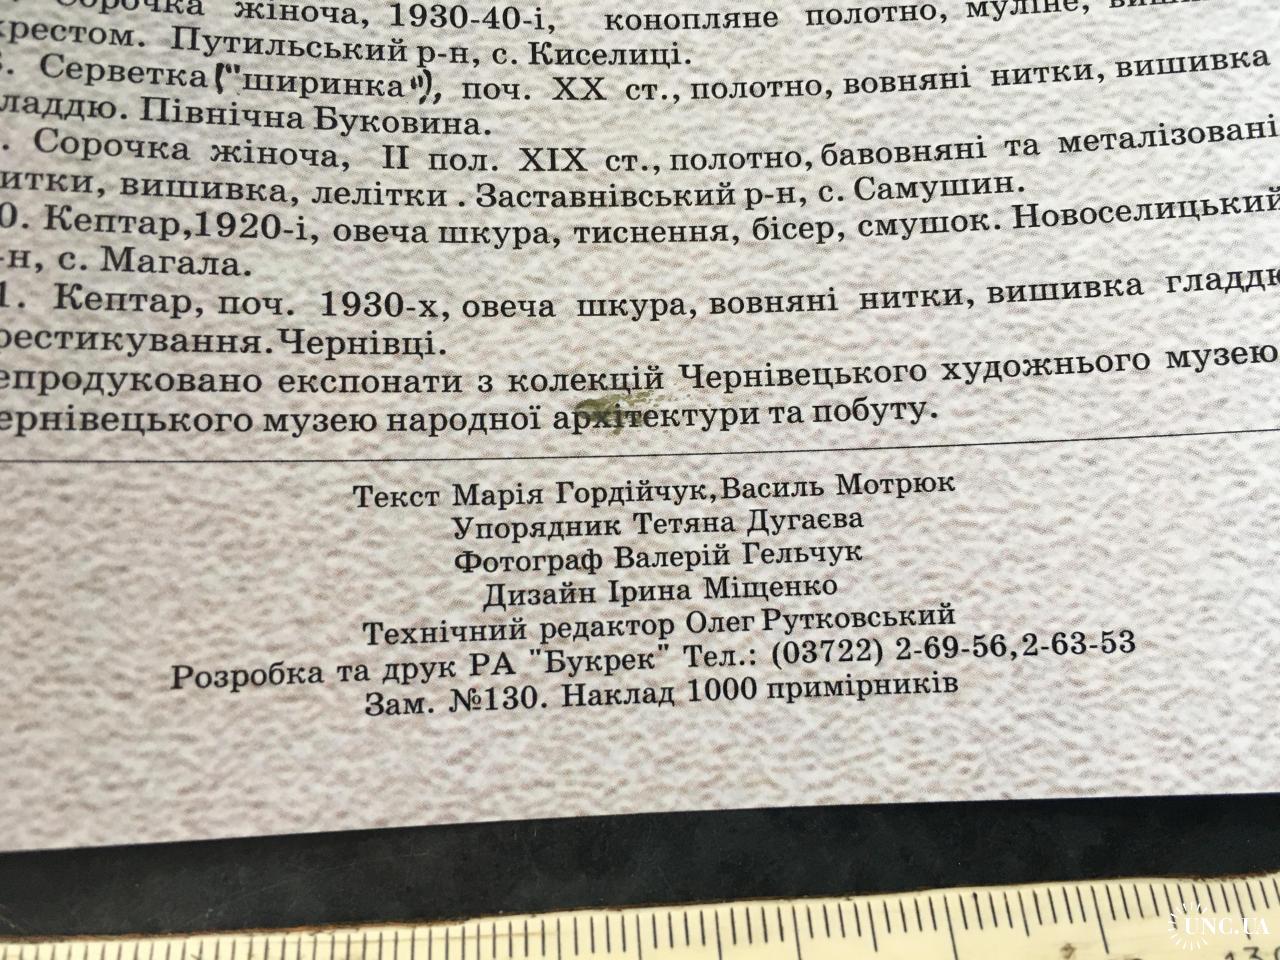 Сорочка жіноча, 1930-40-і, конопляне полотно, муліне,
хрестом. Путильський р-н, с. Киселиці.
. Серветка ("ширинка"), поч. XX ст., полотно, вовняні нитки, вишивка
ладдю. Північна Буковина.
. Сорочка жіноча, II пол. XIX ст., полотно, бавовняні та металізовані
итки, вишивка, лелітки . Заставнівський р-н, с. Самушин.
0. Кептар,1920-і, овеча шкура, тиснення, бісер, смушок. Новоселицький
-н, с. Магала.
1. Кептар, поч. 1930-х, овеча шкура, вовняні нитки, вишивка гладдю
рестикування.Чернівці.
епродуковано експонати з колекцій Чернівецького художнього музею
ернівецького музею народної архітектури та побуту.
Текст Марія Гордійчук,Василь Мотрюк
Упорядник Тетяна Дугаєва
Фотограф Валерій Гельчук
Дизайн Ірина Міщенко
Технічний редактор Олег Рутковський
Розробка та друк РА "Букрек" Тел.: (03722) 2-69-56,2-63-53
Зам. №130. Наклад 1000 примірників
UNC.UA